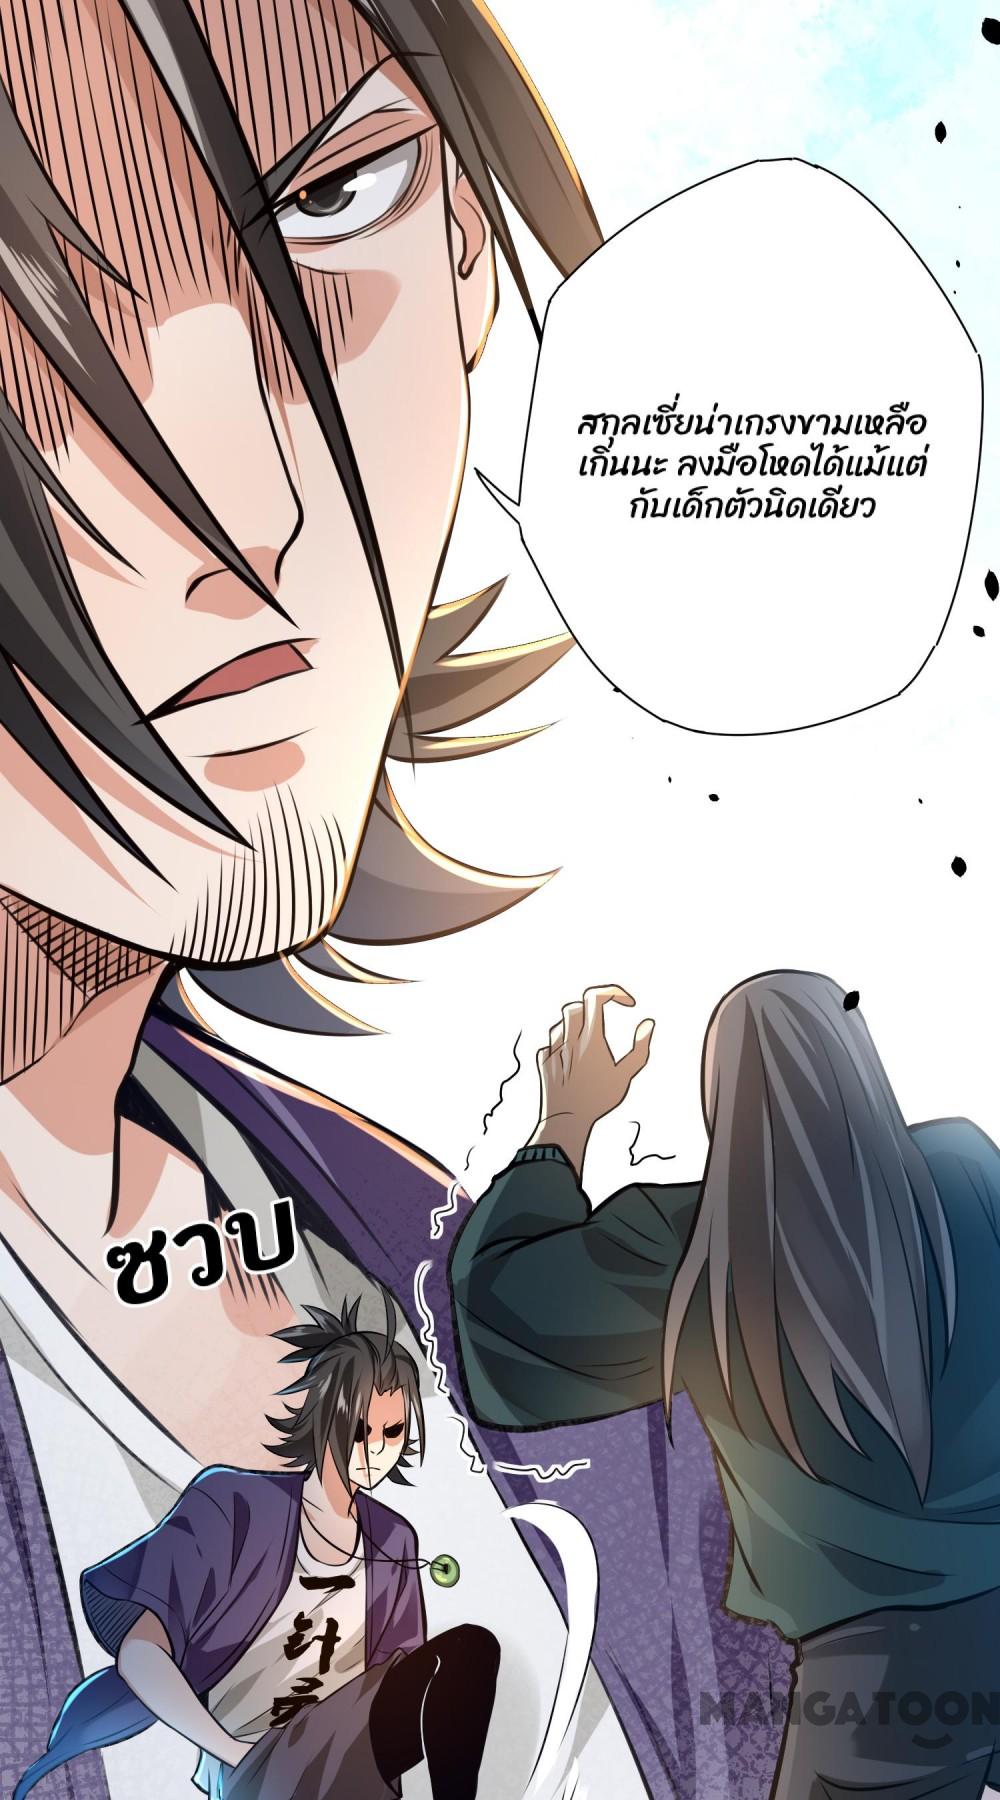 สกุลเซี่ยน่าเกรงขามเหลือ
เกินนะ ลงมือโหดได้แม้แต่
กับเด็กตัวนิดเดียว
ซวบ
一
针
MANGATOON